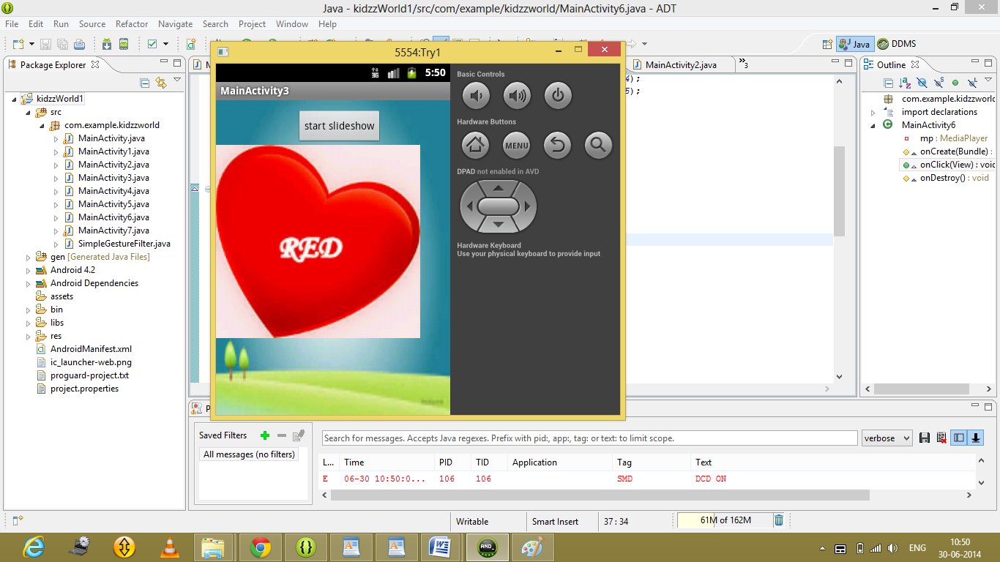 Java - kidzzWorld1/src/com/example/kidzzworld/MainActivity6.java - ADT
File Edit Run Source Refactor Navigate Search Project Window Help
Java DDMS
Package Explorer
kidzzWorld1
src
com.example.kidzzworld
MainActivity.java
MainActivity1.java
MainActivity2.java
MainActivity3.java
MainActivity4.java
MainActivity5.java
MainActivity6.java
MainActivity7.java
SimpleGestureFilter.java
gen [Generated Java Files]
Android 4.2
Android Dependencies
assets
bin
libs
res
AndroidManifest.xml
ic_launcher-web.png
proguard-project.txt
project.properties
5554:Try1
3G 5:50
MainActivity3
start slideshow
RED
Basic Controls
Hardware Buttons
MENU
DPAD not enabled in AVD
Hardware Keyboard
Use your physical keyboard to provide input
MainActivity2.java
3
);
5);
Outline
com.example.kidzzworld
import declarations
MainActivity6
mp : MediaPlayer
onCreate(Bundle) :
onClick(View) : void
onDestroy() : void
Saved Filters
All messages (no filters)
Search for messages. Accepts Java regexes. Prefix with pid:, app:, tag: or text: to limit scope.
verbose
L... Time PID TID Application Tag Text
E 06-30 10:50:0... 106 106 SMD DCD ON
Writable Smart Insert 37 : 34 61M of 162M
AND_
ENG
10:50
30-06-2014